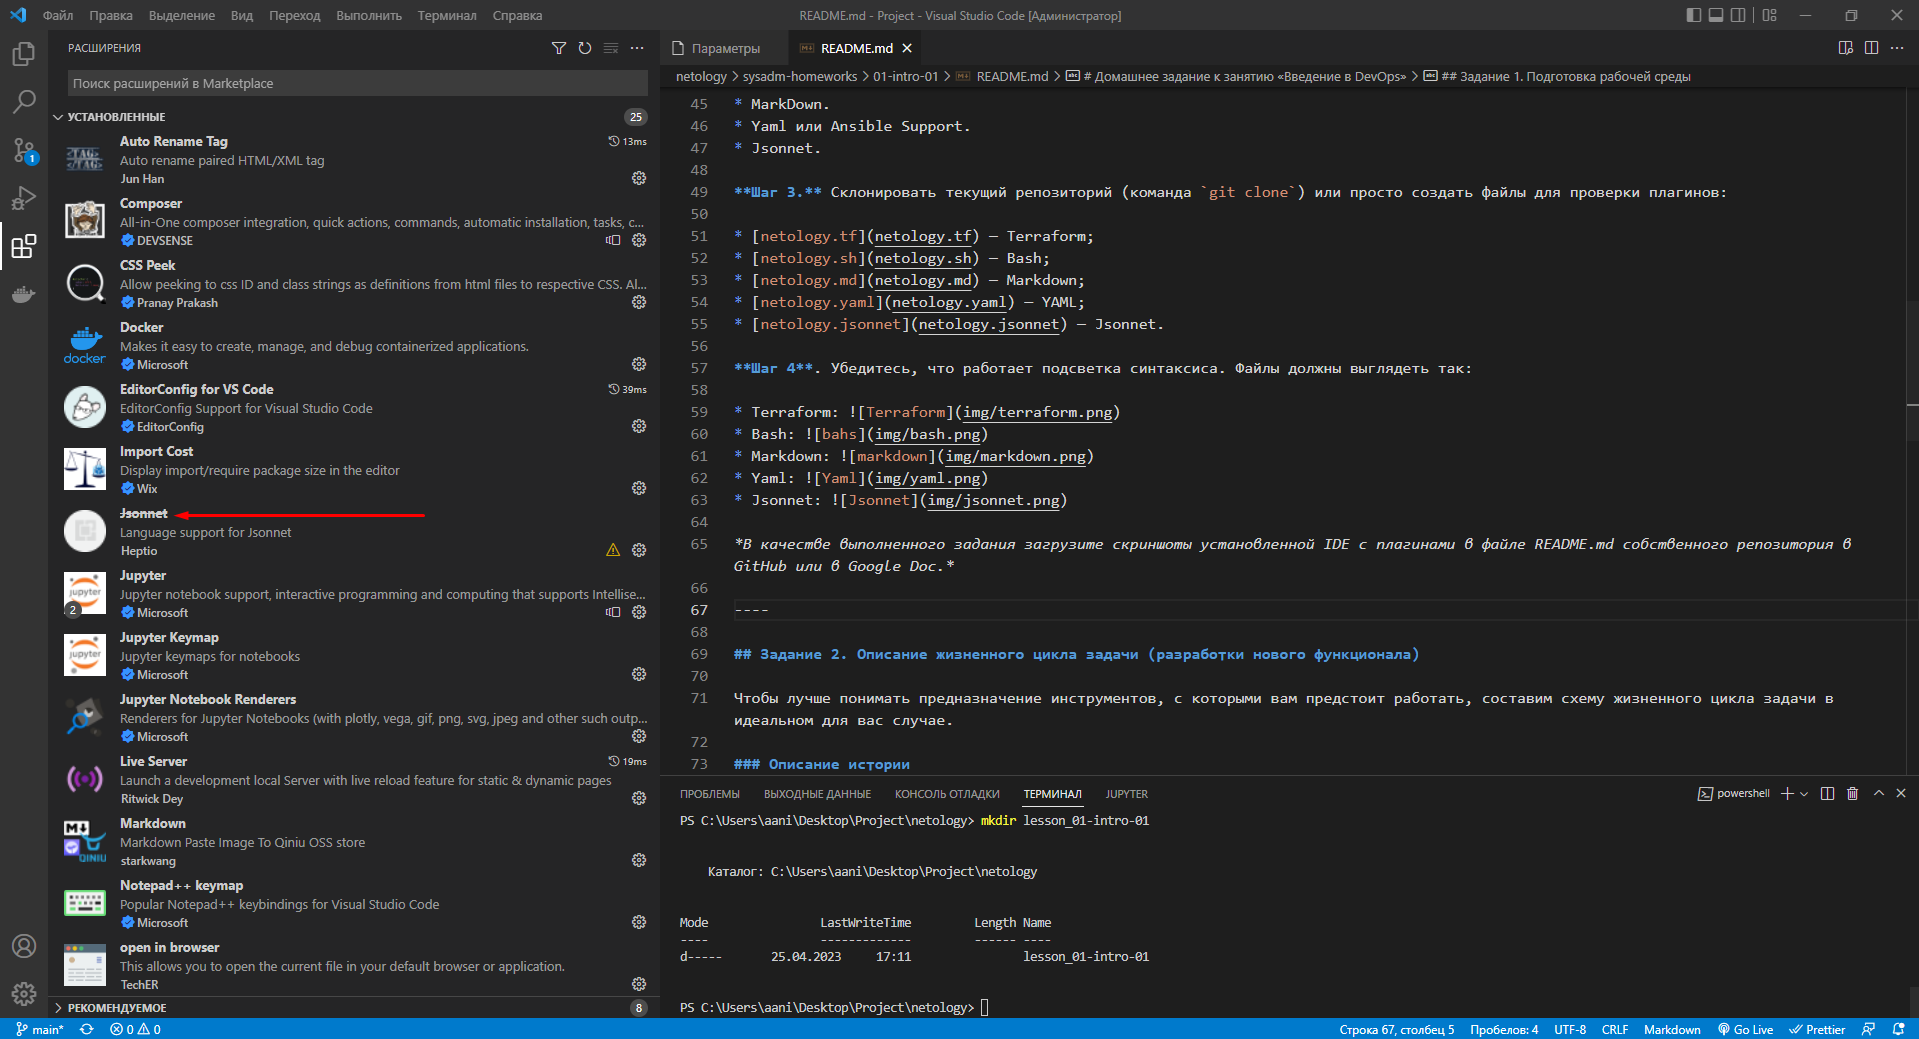 Файл Правка Выделение Вид Переход Выполнить Терминал Справка
README.md - Project - Visual Studio Code [Администратор]
РАСШИРЕНИЯ
Поиск расширений в Marketplace
УСТАНОВЛЕННЫЕ 25
Auto Rename Tag 13ms
Auto rename paired HTML/XML tag
Jun Han
Composer
All-in-One composer integration, quick actions, commands, automatic installation, tasks, c...
DEVSENSE
CSS Peek
Allow peeking to css ID and class strings as definitions from html files to respective CSS. Al...
Pranay Prakash
docker
Docker
Makes it easy to create, manage, and debug containerized applications.
Microsoft
EditorConfig for VS Code 39ms
EditorConfig Support for Visual Studio Code
EditorConfig
Import Cost
Display import/require package size in the editor
Wix
Jsonnet
Language support for Jsonnet
Heptio
jupyter
2
Jupyter
Jupyter notebook support, interactive programming and computing that supports Intellise...
Microsoft
jupyter
Jupyter Keymap
Jupyter keymaps for notebooks
Microsoft
Jupyter Notebook Renderers
Renderers for Jupyter Notebooks (with plotly, vega, gif, png, svg, jpeg and other such outp...
Microsoft
Live Server 19ms
Launch a development local Server with live reload feature for static & dynamic pages
Ritwick Dey
QINIU
Markdown
Markdown Paste Image To Qiniu OSS store
starkwang
Notepad++ keymap
Popular Notepad++ keybindings for Visual Studio Code
Microsoft
open in browser
This allows you to open the current file in your default browser or application.
TechER
РЕКОМЕНДУЕМОЕ 8
1
Параметры README.md
netology > sysadm-homeworks > 01-intro-01 > README.md > # Домашнее задание к занятию «Введение в DevOps» > ## Задание 1. Подготовка рабочей среды
45 * MarkDown.
46 * Yaml или Ansible Support.
47 * Jsonnet.
48
49 **Шаг 3.** Склонировать текущий репозиторий (команда `git clone`) или просто создать файлы для проверки плагинов:
50
51 * [netology.tf](netology.tf) – Terraform;
52 * [netology.sh](netology.sh) – Bash;
53 * [netology.md](netology.md) – Markdown;
54 * [netology.yaml](netology.yaml) – YAML;
55 * [netology.jsonnet](netology.jsonnet) – Jsonnet.
56
57 **Шаг 4**. Убедитесь, что работает подсветка синтаксиса. Файлы должны выглядеть так:
58
59 * Terraform: ![Terraform](img/terraform.png)
60 * Bash: ![bahs](img/bash.png)
61 * Markdown: ![markdown](img/markdown.png)
62 * Yaml: ![Yaml](img/yaml.png)
63 * Jsonnet: ![Jsonnet](img/jsonnet.png)
64
65 *В качестве выполненного задания загрузите скриншоты установленной IDE с плагинами в файле README.md собственного репозитория в
GitHub или в Google Doc.*
66
67 ----
68
69 ## Задание 2. Описание жизненного цикла задачи (разработки нового функционала)
70
71 Чтобы лучше понимать предназначение инструментов, с которыми вам предстоит работать, составим схему жизненного цикла задачи в
идеальном для вас случае.
72
73 ### Описание истории
ПРОБЛЕМЫ ВЫХОДНЫЕ ДАННЫЕ КОНСОЛЬ ОТЛАДКИ ТЕРМИНАЛ JUPYTER powershell
PS C:\Users\aani\Desktop\Project\netology> mkdir lesson_01-intro-01
Каталог: C:\Users\aani\Desktop\Project\netology
Mode LastWriteTime Length Name
---- ------------- ------ ----
d----- 25.04.2023 17:11 lesson_01-intro-01
PS C:\Users\aani\Desktop\Project\netology>
main* 0 0 Строка 67, столбец 5 Пробелов: 4 UTF-8 CRLF Markdown Go Live Prettier